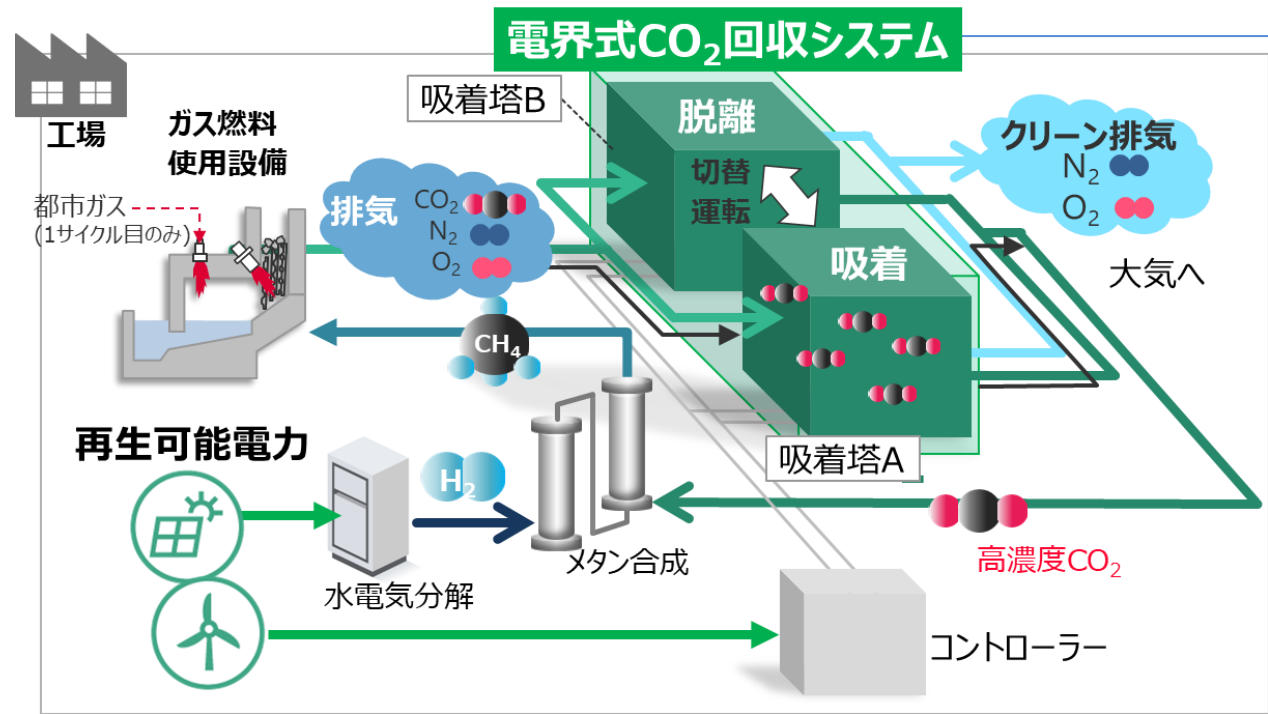 電界式CO₂回収システム
工場
ガス燃料
使用設備
都市ガス
(1サイクル目のみ)
排気
CO₂
N₂
O₂
吸着塔B
脱離
切替
運転
吸着
吸着塔A
クリーン排気
N₂
O₂
大気へ
CH₄
再生可能電力
H₂
水電気分解
メタン合成
高濃度CO₂
コントローラー